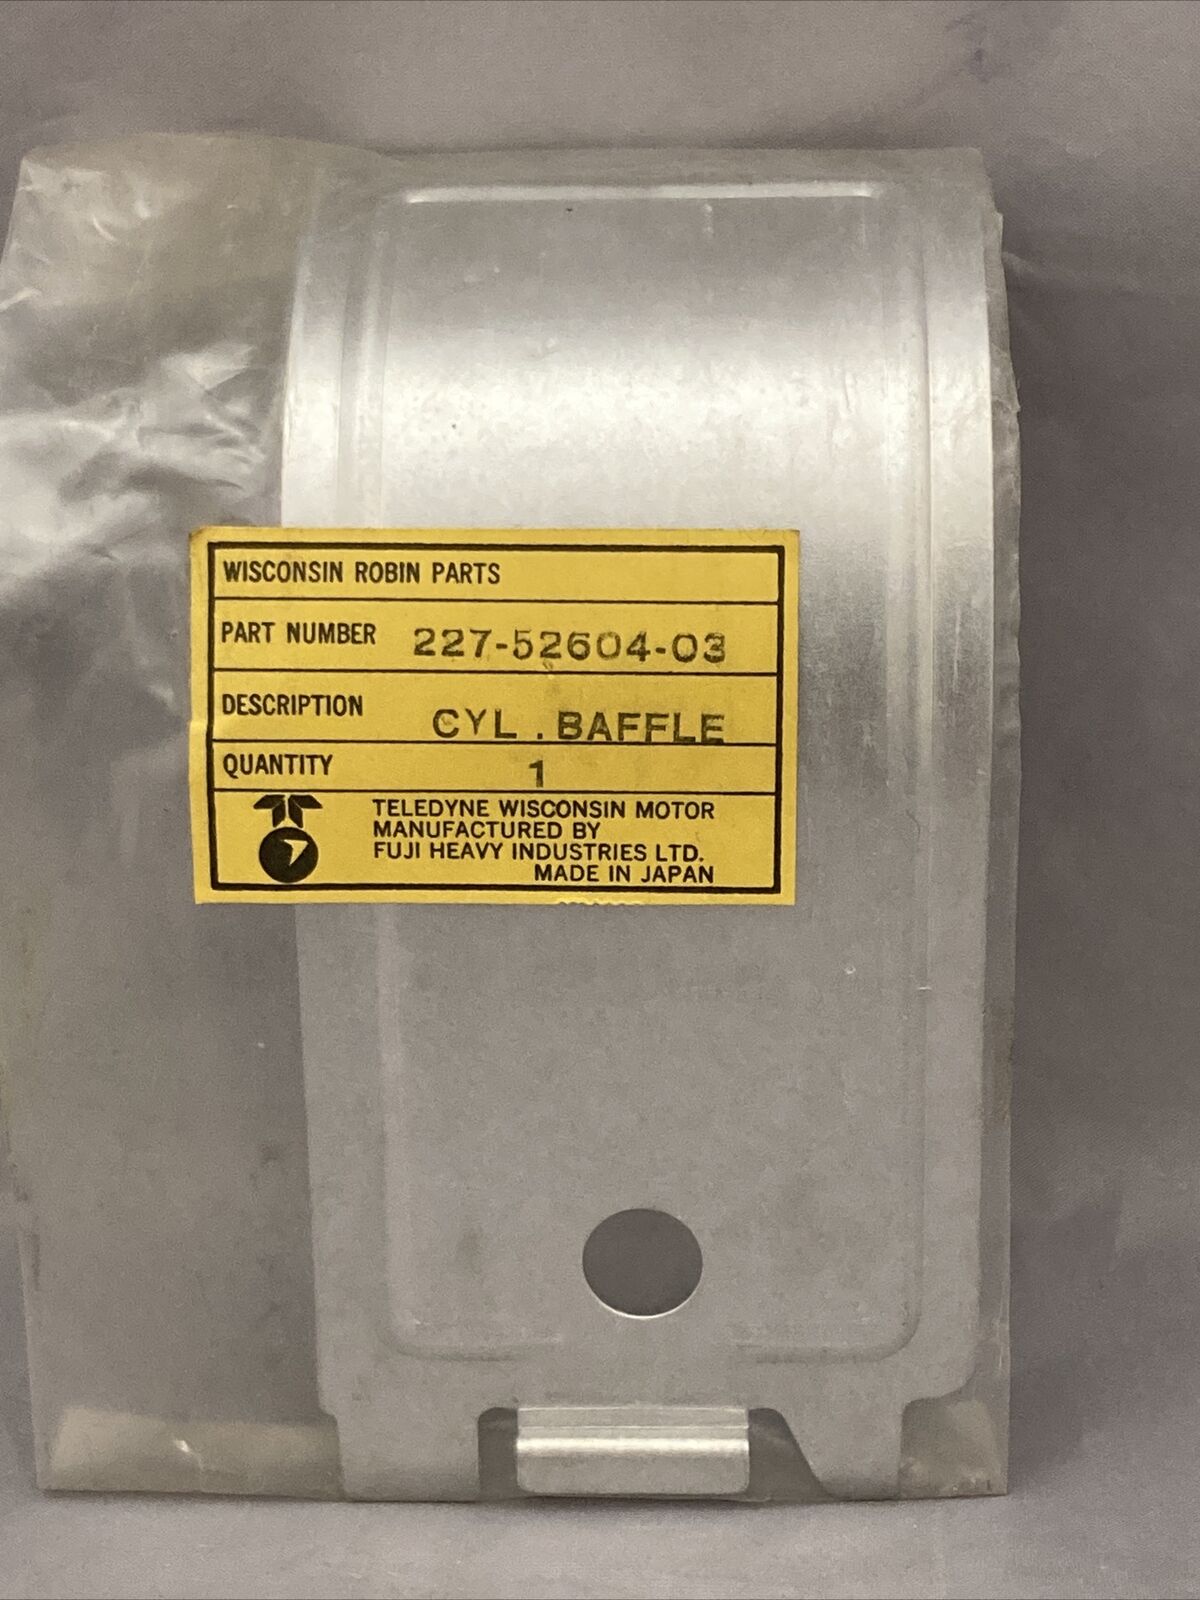 WISCONSIN ROBIN PARTS
PART NUMBER 227-52604-03
DESCRIPTION CYL. BAFFLE
QUANTITY 1
TELEDYNE WISCONSIN MOTOR
MANUFACTURED BY
FUJI HEAVY INDUSTRIES LTD.
MADE IN JAPAN